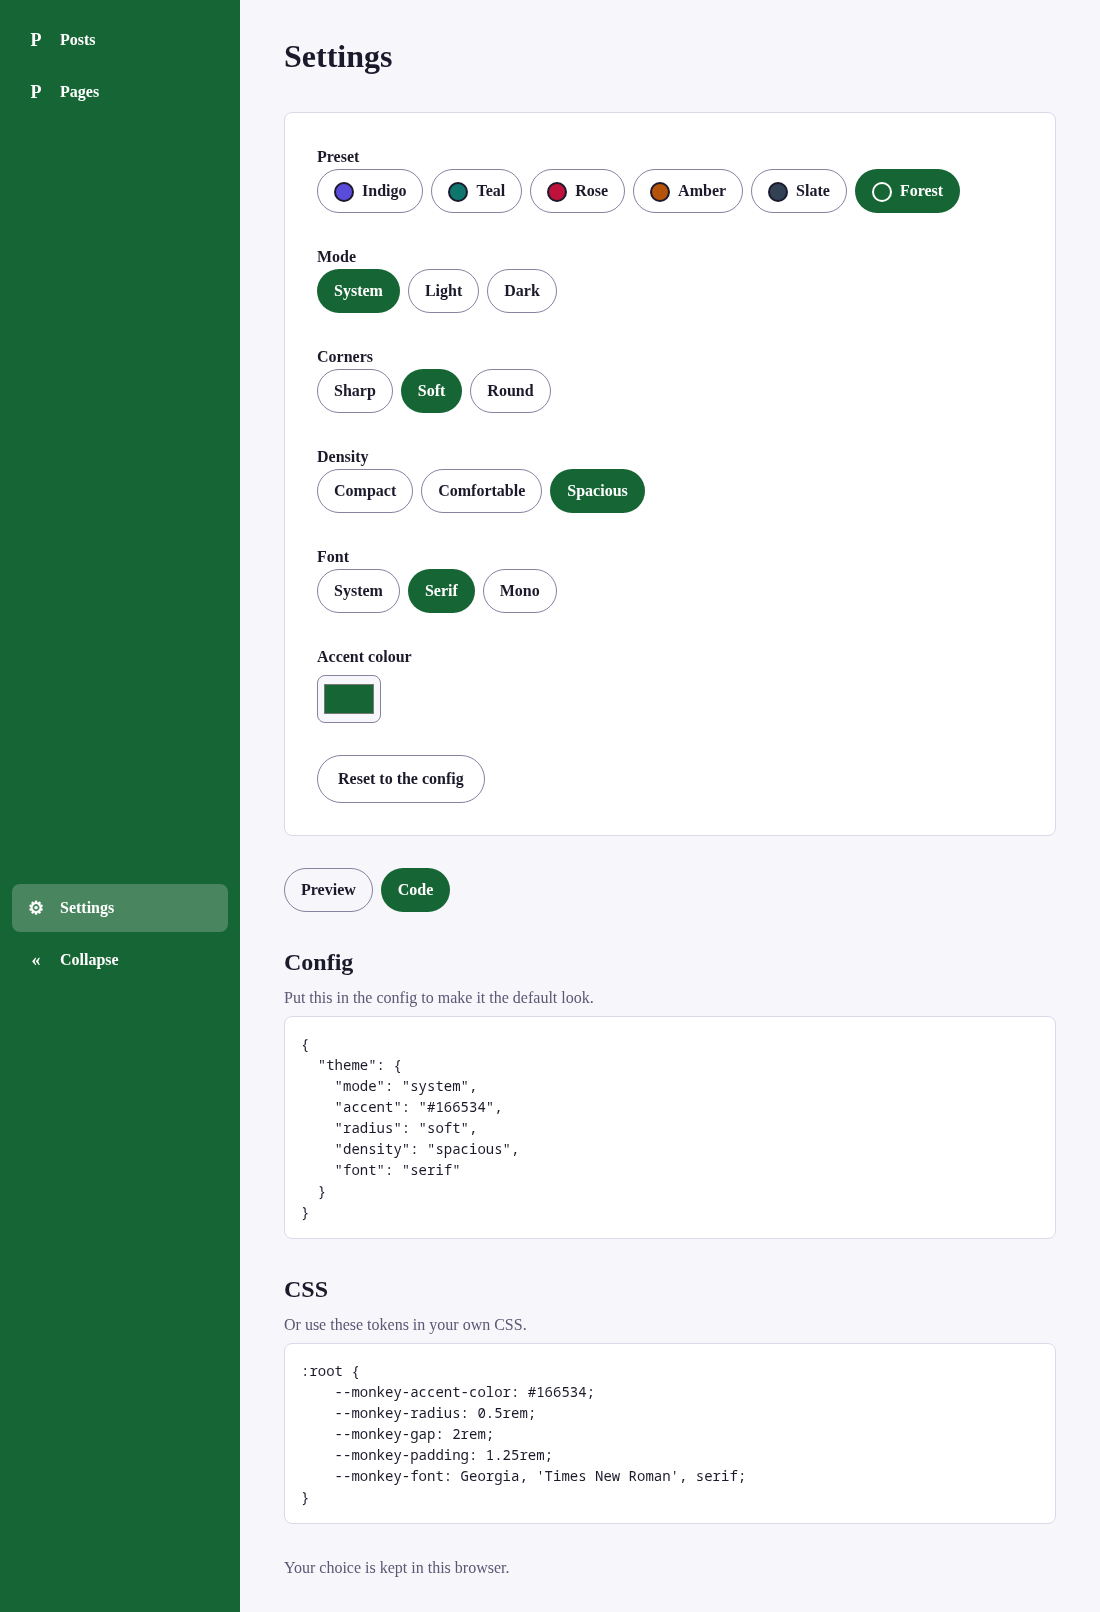 P Posts
P Pages
⚙ Settings
« Collapse
Settings
Preset
Indigo Teal Rose Amber Slate Forest
Mode
System Light Dark
Corners
Sharp Soft Round
Density
Compact Comfortable Spacious
Font
System Serif Mono
Accent colour
Reset to the config
Preview Code
Config
Put this in the config to make it the default look.
{
  "theme": {
    "mode": "system",
    "accent": "#166534",
    "radius": "soft",
    "density": "spacious",
    "font": "serif"
  }
}
CSS
Or use these tokens in your own CSS.
:root {
    --monkey-accent-color: #166534;
    --monkey-radius: 0.5rem;
    --monkey-gap: 2rem;
    --monkey-padding: 1.25rem;
    --monkey-font: Georgia, 'Times New Roman', serif;
}
Your choice is kept in this browser.